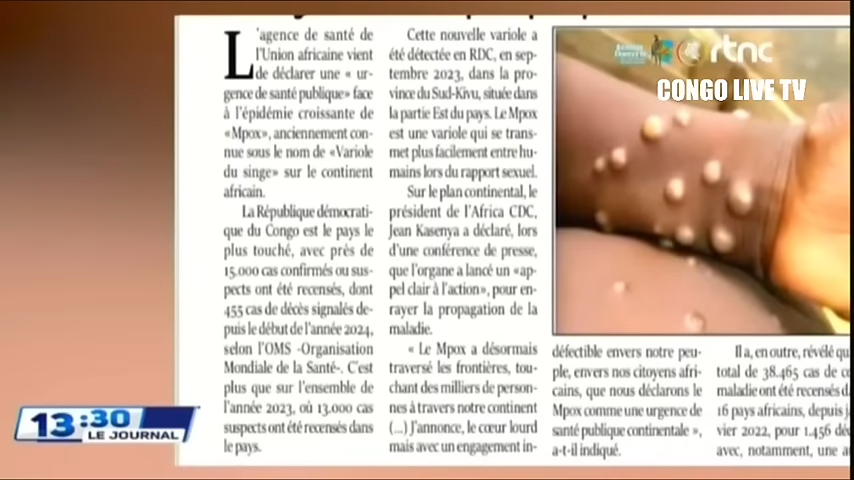 L'agence de santé de
l'Union africaine vient
de déclarer une « ur-
gence de santé publique» face
à l'épidémie croissante de
«Mpox», anciennement con-
nue sous le nom de «Variole
du singe» sur le continent
africain.
La République démocrati-
que du Congo est le pays le
plus touché, avec près de
15.000 cas confirmés ou sus-
pects ont été recensés, dont
455 cas de décès signalés de-
puis le début de l'année 2024,
selon l'OMS -Organisation
Mondiale de la Santé-. C'est
plus que sur l'ensemble de
l'année 2023, où 13.000 cas
suspects ont été recensés dans
le pays.
Cette nouvelle variole a
été détectée en RDC, en sep-
tembre 2023, dans la pro-
vince du Sud-Kivu, située dans
la partie Est du pays. Le Mpox
est une variole qui se trans-
met plus facilement entre hu-
mains lors du rapport sexuel.
Sur le plan continental, le
président de l'Africa CDC,
Jean Kasenya a déclaré, lors
d'une conférence de presse,
que l'organe a lancé un «ap-
pel clair à l'action», pour en-
rayer la propagation de la
maladie.
« Le Mpox a désormais
traversé les frontières, tou-
chant des milliers de person-
nes à travers notre continent
(...) J'annonce, le cœur lourd
mais avec un engagement in-
défectible envers notre peu-
ple, envers nos citoyens afri-
cains, que nous déclarons le
Mpox comme une urgence de
santé publique continentale »,
a-t-il indiqué.
Il a, en outre, révélé qu
total de 38.465 cas de c
maladie ont été recensés d
16 pays africains, depuis j
vier 2022, pour 1.456 dé
avec, notamment, une a
rtnc
CONGO LIVE TV
13:30
LE JOURNAL